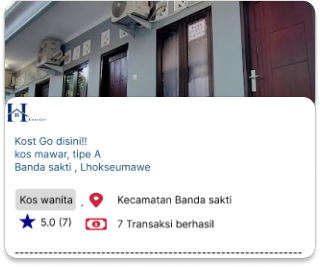 H
KostGo!
Kost Go disini!!
kos mawar, tipe A
Banda sakti , Lhokseumawe
Kos wanita . Kecamatan Banda sakti
5.0 (7) 7 Transaksi berhasil